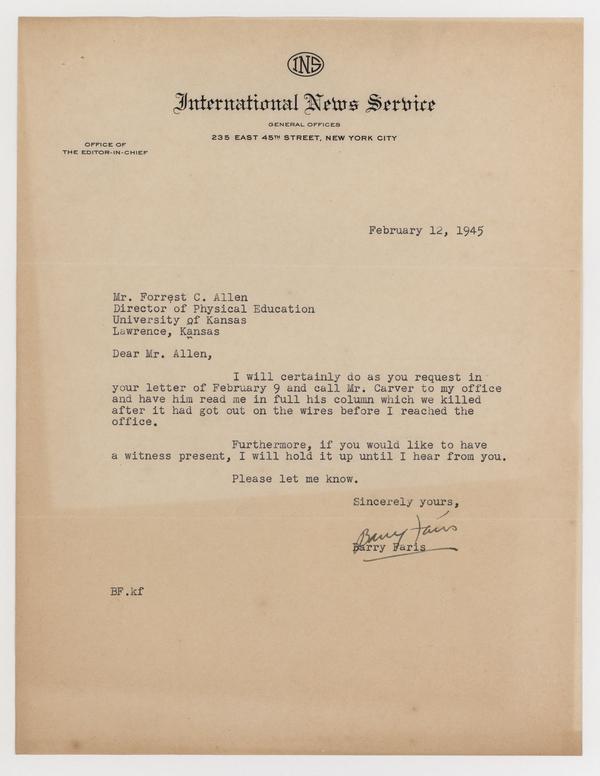 INS
International News Service
GENERAL OFFICES
235 EAST 45TH STREET, NEW YORK CITY
OFFICE OF
THE EDITOR-IN-CHIEF
February 12, 1945
Mr. Forrest C. Allen
Director of Physical Education
University of Kansas
Lawrence, Kansas
Dear Mr. Allen,
I will certainly do as you request in
your letter of February 9 and call Mr. Carver to my office
and have him read me in full his column which we killed
after it had got out on the wires before I reached the
office.
Furthermore, if you would like to have
a witness present, I will hold it up until I hear from you.
Please let me know.
Sincerely yours,
Barry Faris
Barry Faris
BF.kf